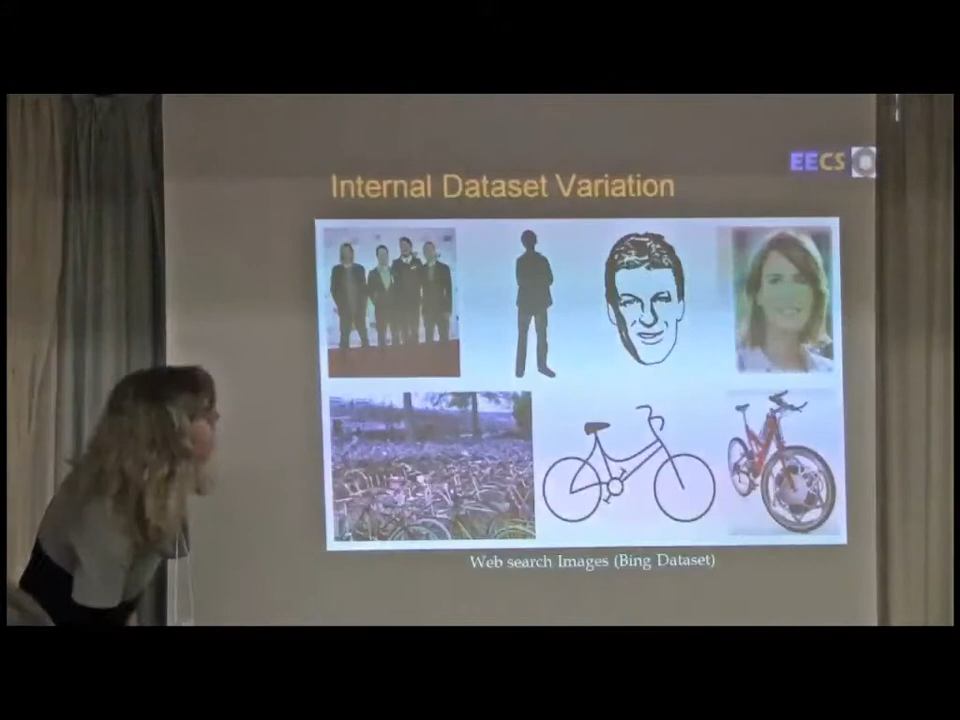 EECS
Internal Dataset Variation
Web search Images (Bing Dataset)